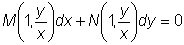 M(1, y/x)dx + N(1, y/x)dy = 0